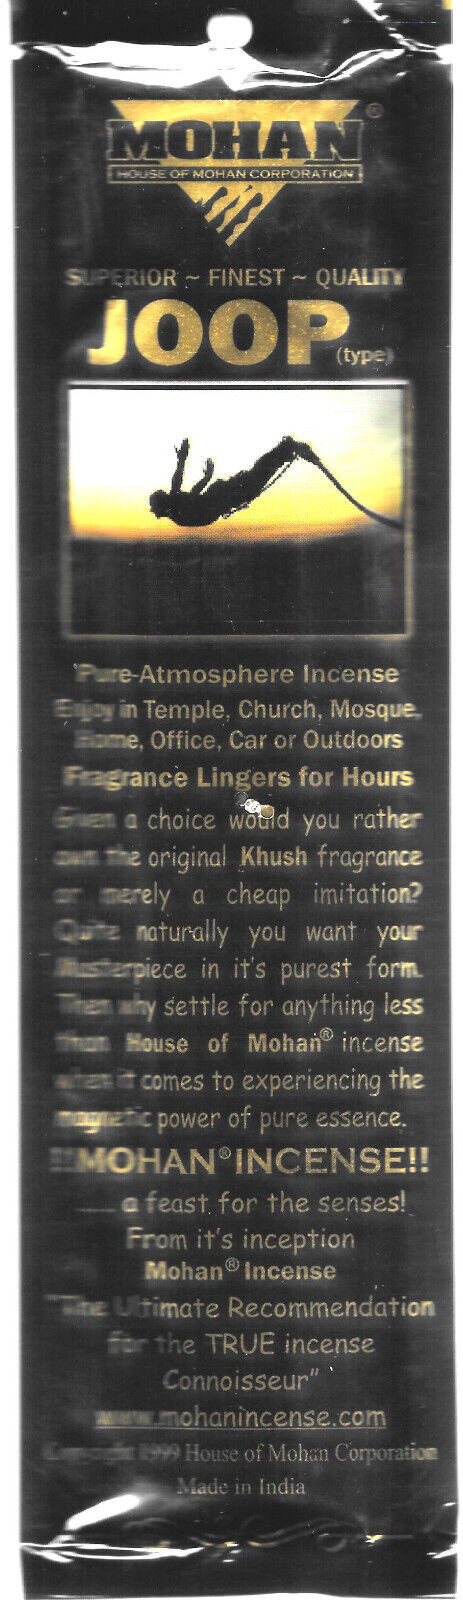 MOHAN®
HOUSE OF MOHAN CORPORATION
SUPERIOR ~ FINEST ~ QUALITY
JOOP (type)
Pure-Atmosphere Incense
Enjoy in Temple, Church, Mosque,
Home, Office, Car or Outdoors
Fragrance Lingers for Hours
Given a choice would you rather
own the original Khush fragrance
or merely a cheap imitation?
Quite naturally you want your
Masterpiece in it's purest form.
Then why settle for anything less
than House of Mohan® incense
when it comes to experiencing the
magnetic power of pure essence.
!!MOHAN® INCENSE!!
...... a feast for the senses!
From it's inception
Mohan® Incense
"The Ultimate Recommendation
for the TRUE incense
Connoisseur"
www.mohanincense.com
Copyright 1999 House of Mohan Corporation
Made in India